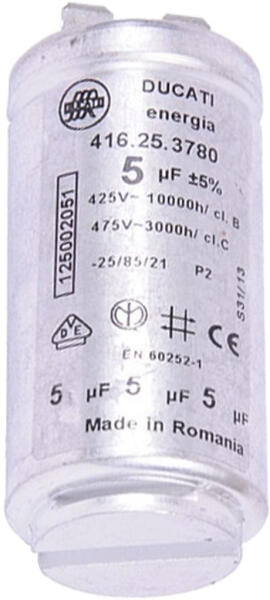 DUCATI
energia
416.25.3780
5 µF ±5%
425V~ 10000h/ cl. B
475V~3000h/ cl.C
-25/85/21 P2
125002051
S31/13
DVE
EN 60252-1
5 µF 5 µF 5 µF
Made in Romania